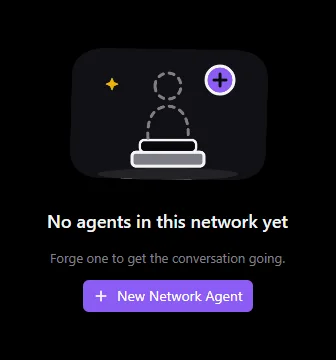 No agents in this network yet
Forge one to get the conversation going.
+ New Network Agent